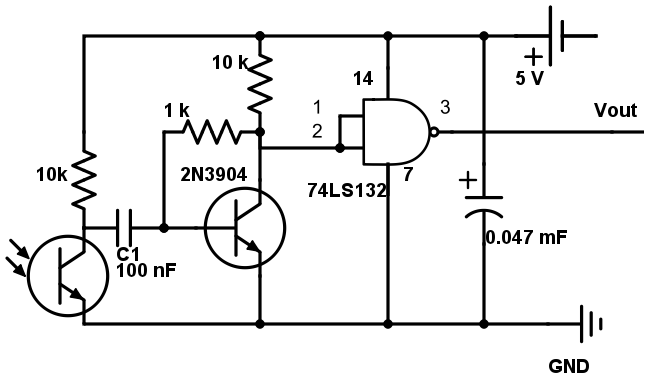 10 k
14
5 V
1 k
1
3
Vout
2
10k
2N3904
7
74LS132
C1
0.047 mF
100 nF
GND